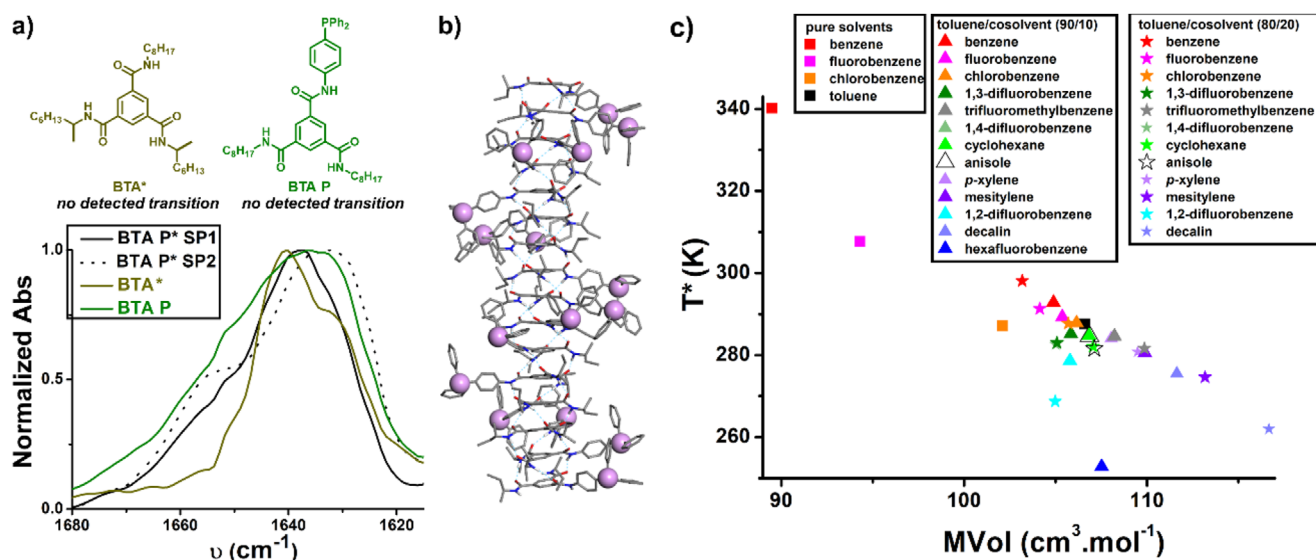 a)
C₈H₁₇
NH
O
C₆H₁₃
N
H
O
O
HN
C₆H₁₃
BTA*
no detected transition
PPh₂
O
NH
C₈H₁₇
N
H
O
O
NH
C₈H₁₇
BTA P
no detected transition
BTA P* SP1
BTA P* SP2
BTA*
BTA P
Normalized Abs
1.0
0.5
0.0
1680
1660
1640
1620
υ (cm⁻¹)
b)
c)
pure solvents
benzene
fluorobenzene
chlorobenzene
toluene
toluene/cosolvent (90/10)
benzene
fluorobenzene
chlorobenzene
1,3-difluorobenzene
trifluoromethylbenzene
1,4-difluorobenzene
cyclohexane
anisole
p-xylene
mesitylene
1,2-difluorobenzene
decalin
hexafluorobenzene
toluene/cosolvent (80/20)
benzene
fluorobenzene
chlorobenzene
1,3-difluorobenzene
trifluoromethylbenzene
1,4-difluorobenzene
cyclohexane
anisole
p-xylene
mesitylene
1,2-difluorobenzene
decalin
T* (K)
340
320
300
280
260
90
100
110
MVol (cm³.mol⁻¹)